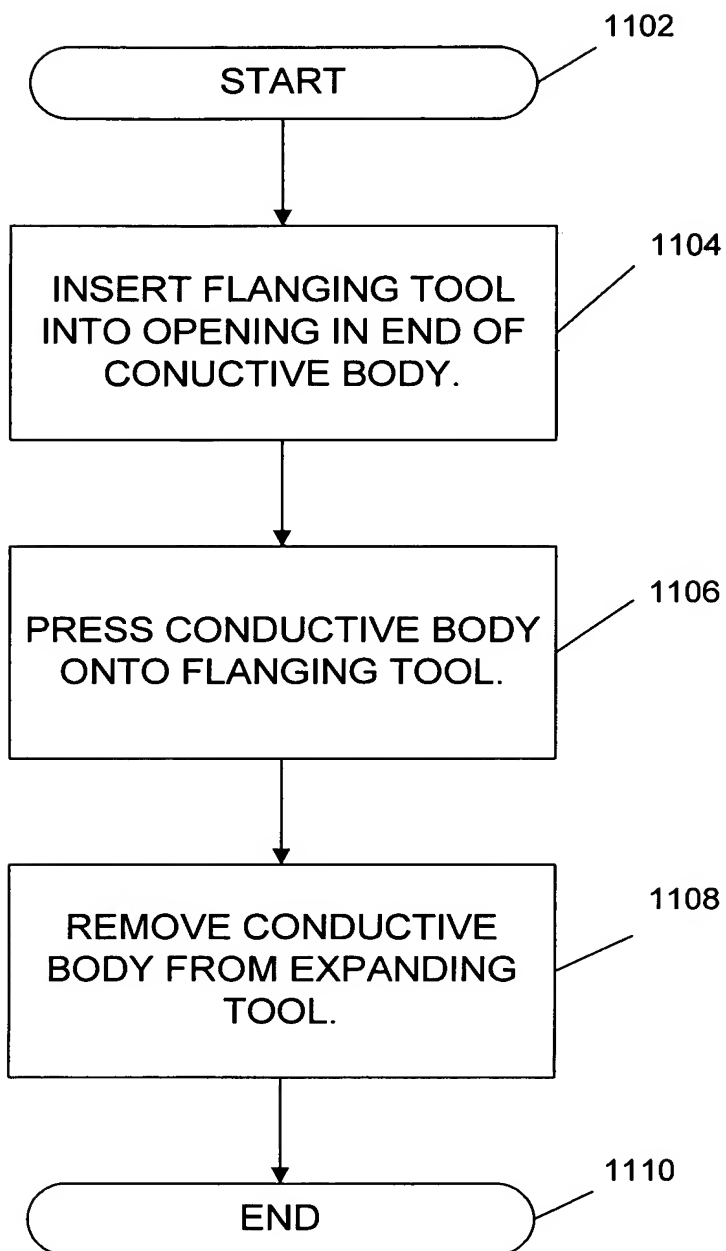 1102
START
1104
INSERT FLANGING TOOL
INTO OPENING IN END OF
CONUCTIVE BODY.
1106
PRESS CONDUCTIVE BODY
ONTO FLANGING TOOL.
1108
REMOVE CONDUCTIVE
BODY FROM EXPANDING
TOOL.
1110
END